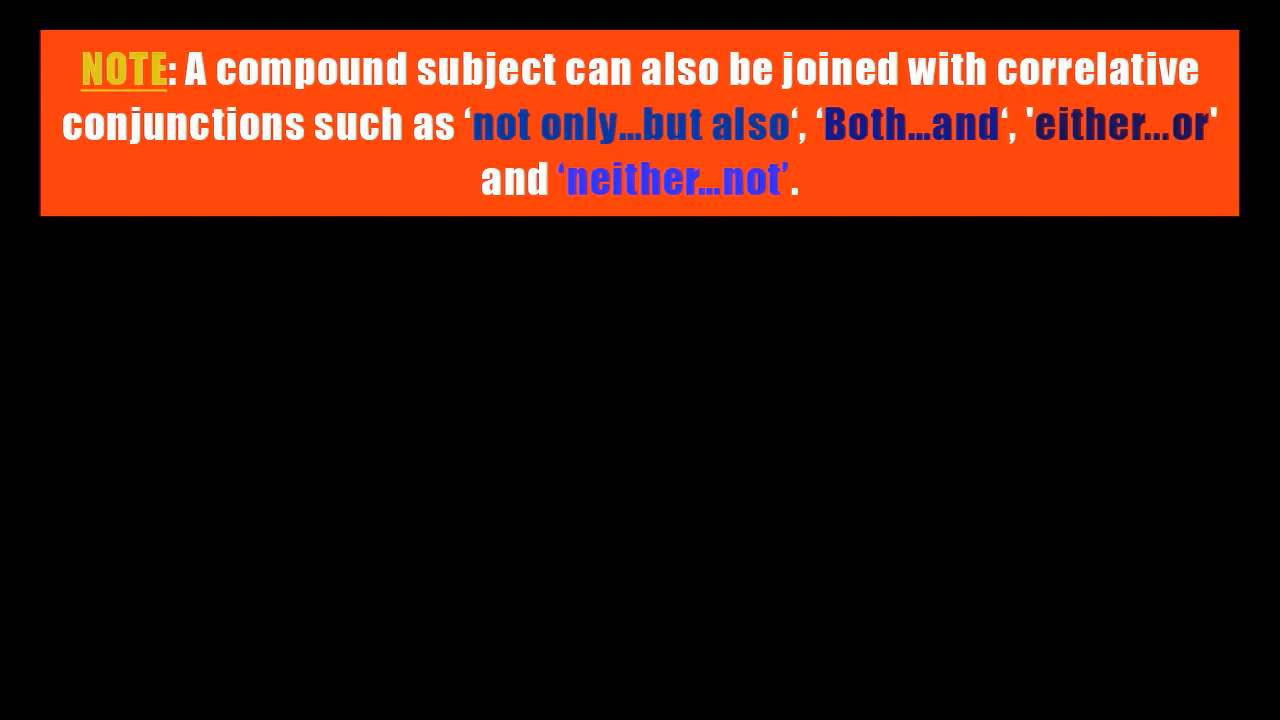 NOTE: A compound subject can also be joined with correlative
conjunctions such as ‘not only...but also‘, ‘Both...and‘, 'either...or'
and ‘neither...not’.